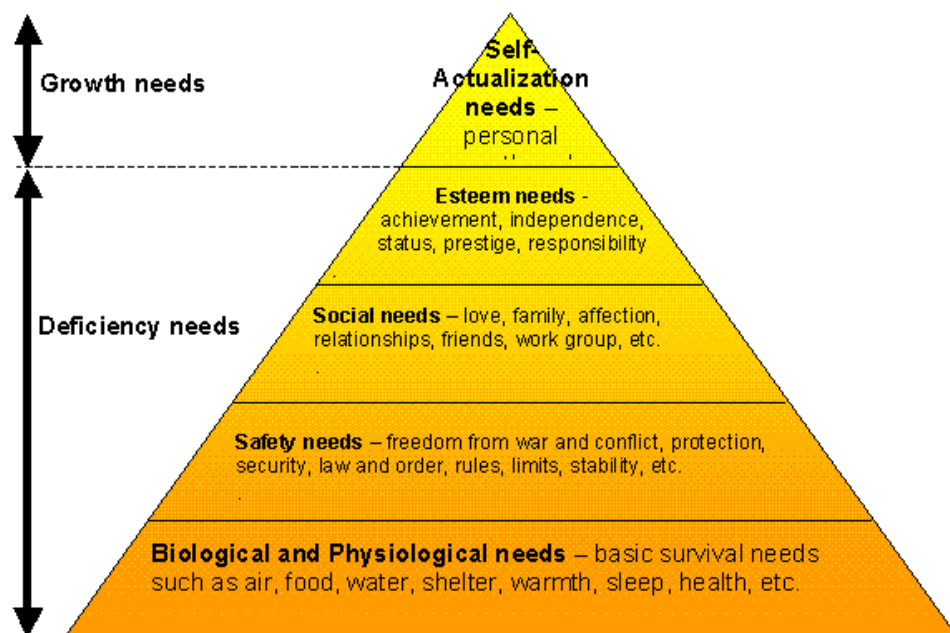 Growth needs
Self-
Actualization
needs –
personal
Esteem needs -
achievement, independence,
status, prestige, responsibility
Deficiency needs
Social needs – love, family, affection,
relationships, friends, work group, etc.
Safety needs – freedom from war and conflict, protection,
security, law and order, rules, limits, stability, etc.
Biological and Physiological needs – basic survival needs
such as air, food, water, shelter, warmth, sleep, health, etc.